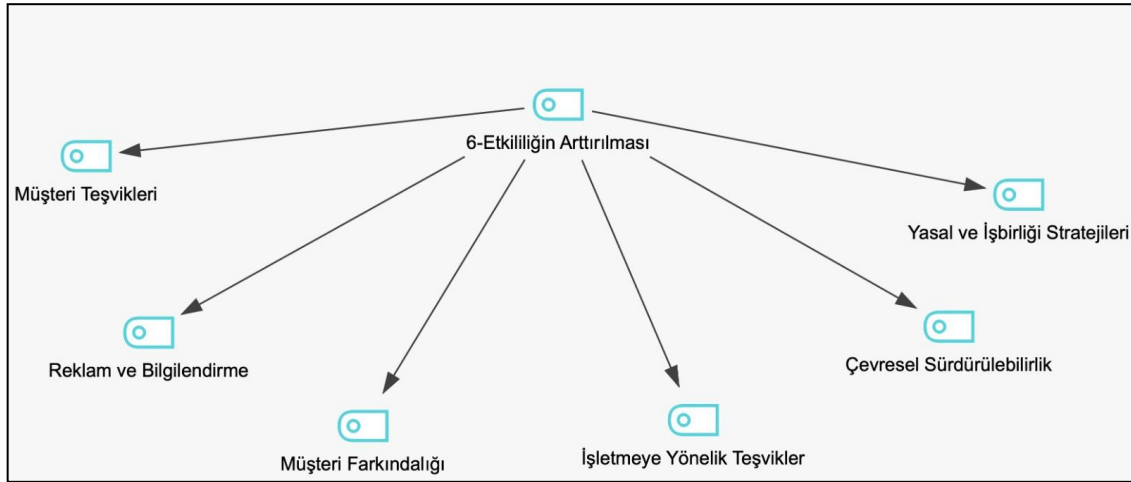 6-Etkililiğin Arttırılması
Müşteri Teşvikleri
Yasal ve İşbirliği Stratejileri
Reklam ve Bilgilendirme
Çevresel Sürdürülebilirlik
Müşteri Farkındalığı
İşletmeye Yönelik Teşvikler